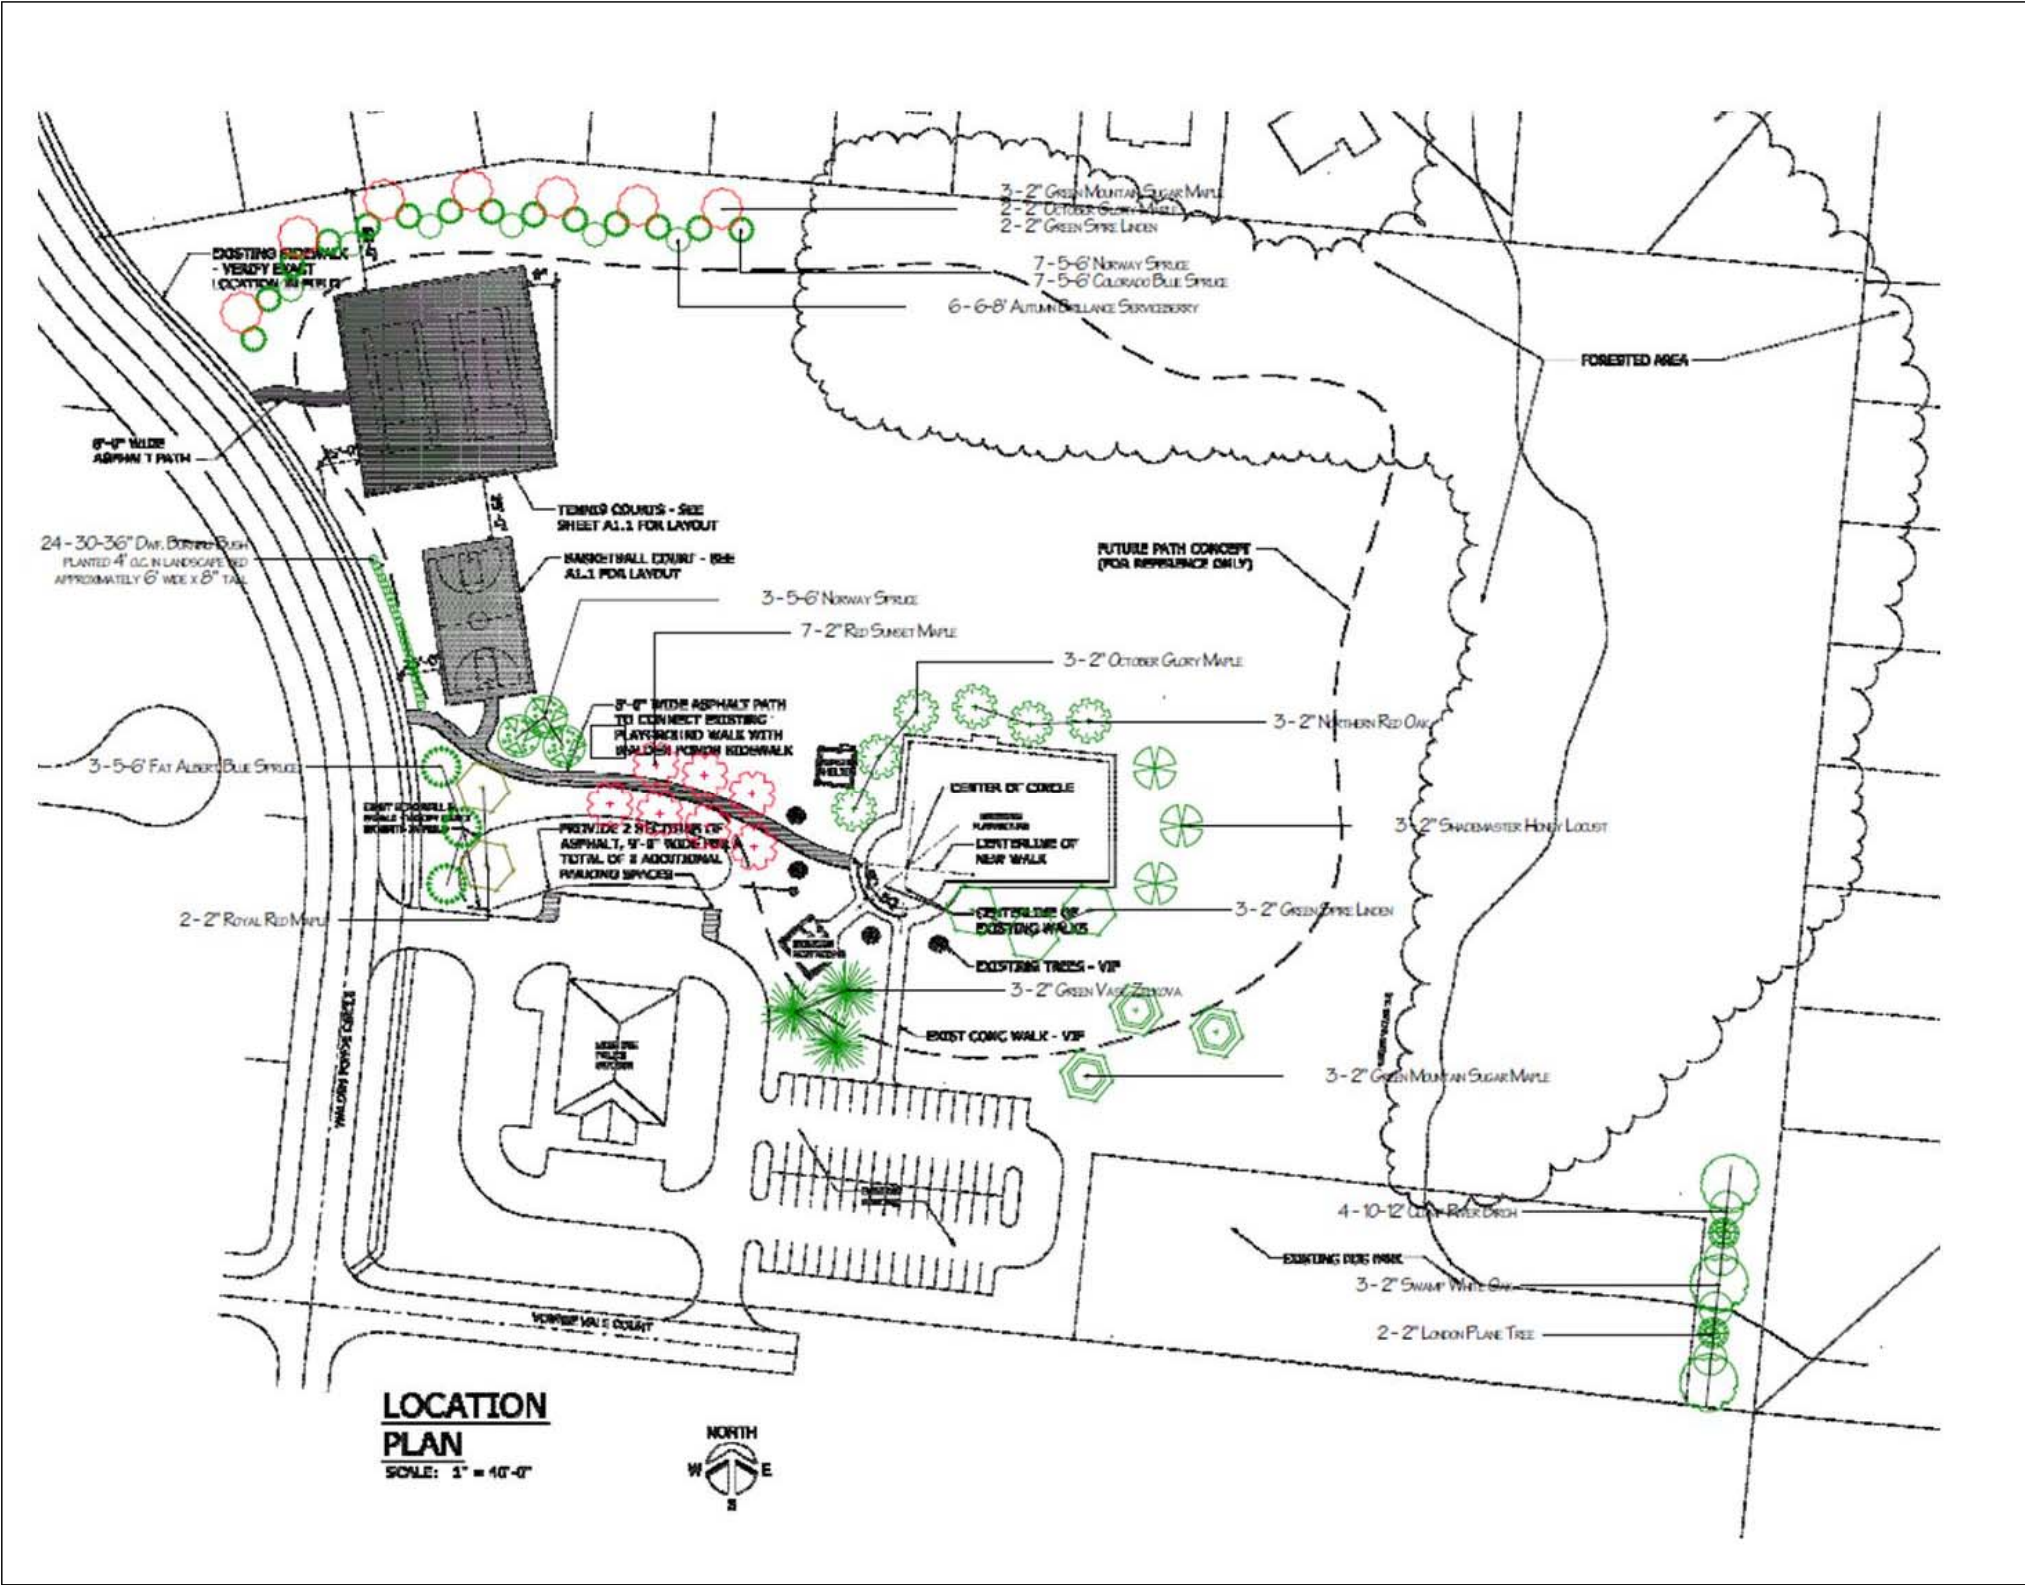 3 - 2" Green Mountain Sugar Maple
2 - 2" October Glory Maple
2 - 2" Green Spire Linden
EXISTING SIDEWALK
- VERIFY EXACT
LOCATION IN FIELD
7 - 5-6' Norway Spruce
7 - 5-6' Colorado Blue Spruce
6 - 6-8' Autumn Brillance Serviceberry
FORESTED AREA
8'-0" WIDE
ASPHALT PATH
TENNIS COURTS - SEE
SHEET A1.1 FOR LAYOUT
24 - 30-36" Dwf. Burning Bush
planted 4' o.c. in landscape bed
approximately 6' wide x 8" tall
BASKETBALL COURT - SEE
A1.1 FOR LAYOUT
FUTURE PATH CONCEPT
(FOR REFERENCE ONLY)
3 - 5-6' Norway Spruce
7 - 2" Red Sunset Maple
3 - 2" October Glory Maple
8'-0" WIDE ASPHALT PATH
TO CONNECT EXISTING
PLAYGROUND WALK WITH
SIDEWALK
3 - 2" Northern Red Oak
3 - 5-6' Fat Albert Blue Spruce
CENTER OF CIRCLE
3 - 2" Shademaster Honey Locust
PROVIDE 2 SECTIONS OF
ASPHALT, 9'-0" WIDE FOR A
TOTAL OF 2 ADDITIONAL
PARKING SPACES
CENTERLINE OF
NEW WALK
2 - 2" Royal Red Maple
CENTERLINE OF
EXISTING WALKS
3 - 2" Green Spire Linden
EXISTING TREES - VIF
3 - 2" Green Vase Zelkova
EXIST CONC WALK - VIF
3 - 2" Green Mountain Sugar Maple
4 - 10-12' Clump River Birch
EXISTING DOG PARK
3 - 2" Swamp White Oak
2 - 2" London Plane Tree
COURT
LOCATION
PLAN
SCALE: 1" = 40'-0"
NORTH
W E
S